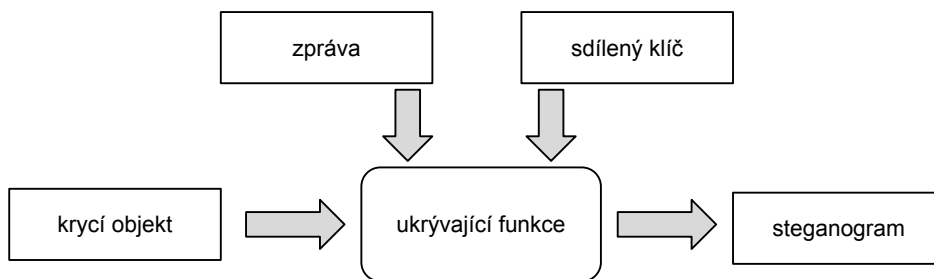 zpráva
sdílený klíč
krycí objekt
ukrývající funkce
steganogram